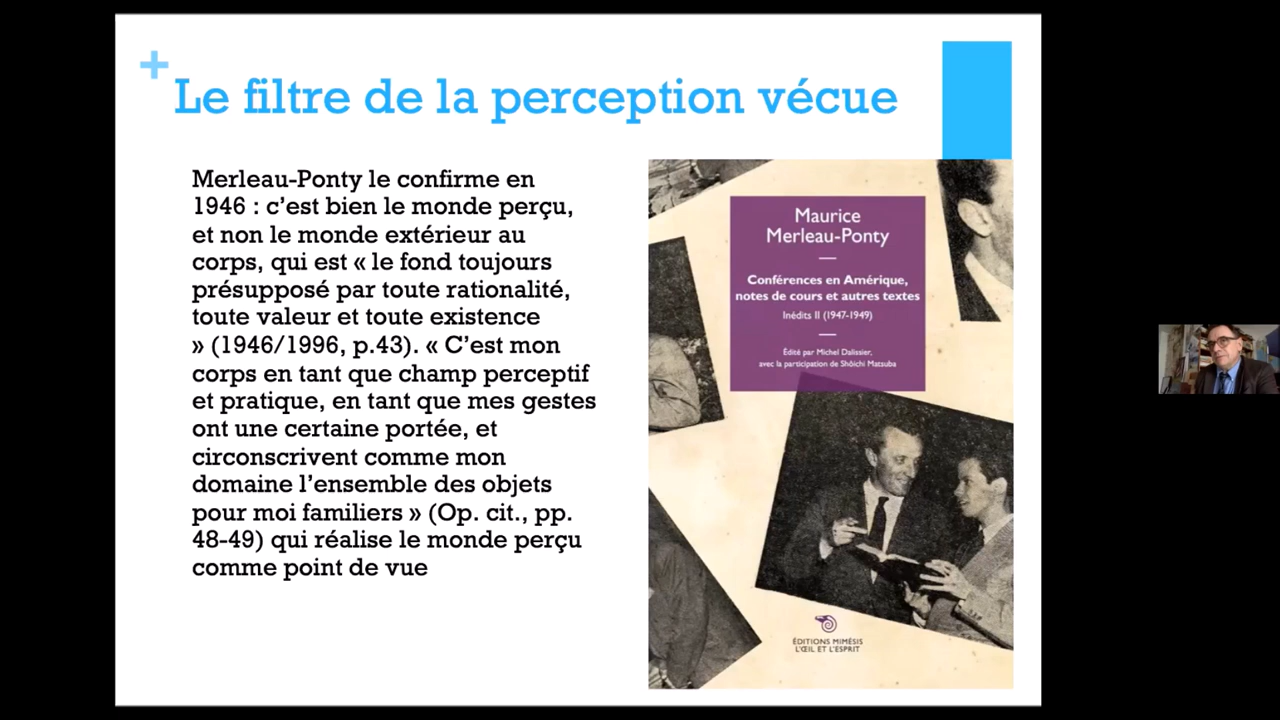 +
Le filtre de la perception vécue
Merleau-Ponty le confirme en
1946 : c’est bien le monde perçu,
et non le monde extérieur au
corps, qui est « le fond toujours
présupposé par toute rationalité,
toute valeur et toute existence
» (1946/1996, p.43). « C’est mon
corps en tant que champ perceptif
et pratique, en tant que mes gestes
ont une certaine portée, et
circonscrivent comme mon
domaine l’ensemble des objets
pour moi familiers » (Op. cit., pp.
48-49) qui réalise le monde perçu
comme point de vue
Maurice
Merleau-Ponty
Conférences en Amérique,
notes de cours et autres textes
Inédits II (1947-1949)
Édité par Michel Dalissier,
avec la participation de Shôichi Matsuba
ÉDITIONS MIMÉSIS
L’ŒIL ET L’ESPRIT